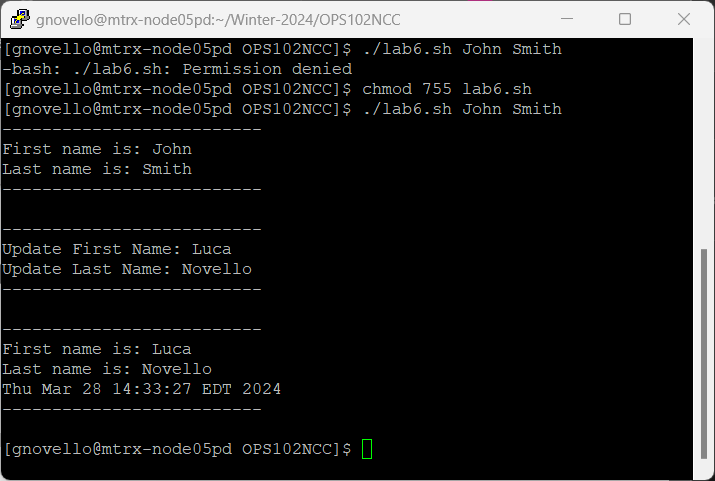 gnovello@mtrx-node05pd:~/Winter-2024/OPS102NCC
[gnovello@mtrx-node05pd OPS102NCC]$ ./lab6.sh John Smith
-bash: ./lab6.sh: Permission denied
[gnovello@mtrx-node05pd OPS102NCC]$ chmod 755 lab6.sh
[gnovello@mtrx-node05pd OPS102NCC]$ ./lab6.sh John Smith
--------------------------
First name is: John
Last name is: Smith
--------------------------

--------------------------
Update First Name: Luca
Update Last Name: Novello
--------------------------

--------------------------
First name is: Luca
Last name is: Novello
Thu Mar 28 14:33:27 EDT 2024
--------------------------

[gnovello@mtrx-node05pd OPS102NCC]$